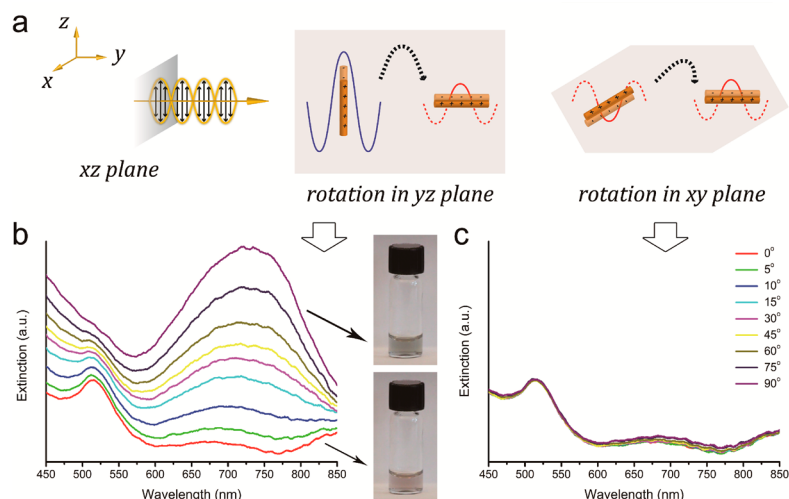 a
z
y
x
xz plane
rotation in yz plane
rotation in xy plane
b
Extinction (a.u.)
450 500 550 600 650 700 750 800 850
Wavelength (nm)
c
Extinction (a.u.)
0°
5°
10°
15°
30°
45°
60°
75°
90°
450 500 550 600 650 700 750 800 850
Wavelength (nm)